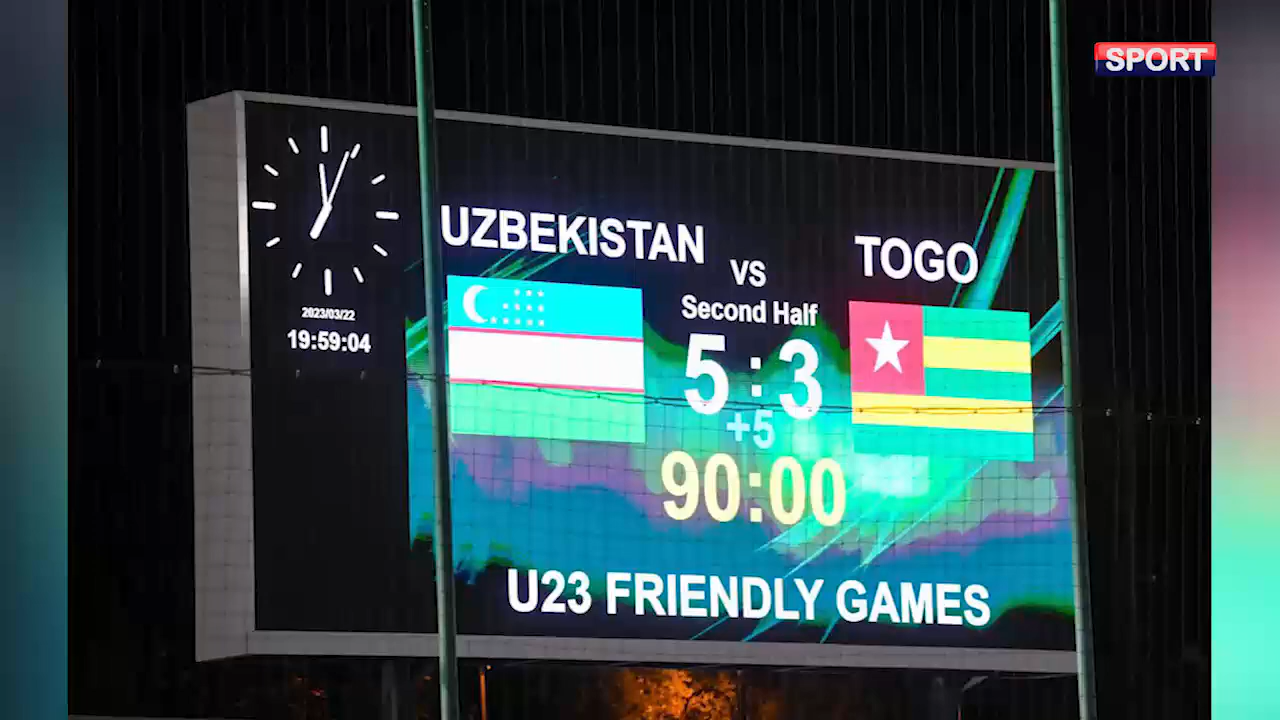 SPORT
UZBEKISTAN VS TOGO
Second Half
5 : 3
+5
90:00
2023/03/22
19:59:04
U23 FRIENDLY GAMES